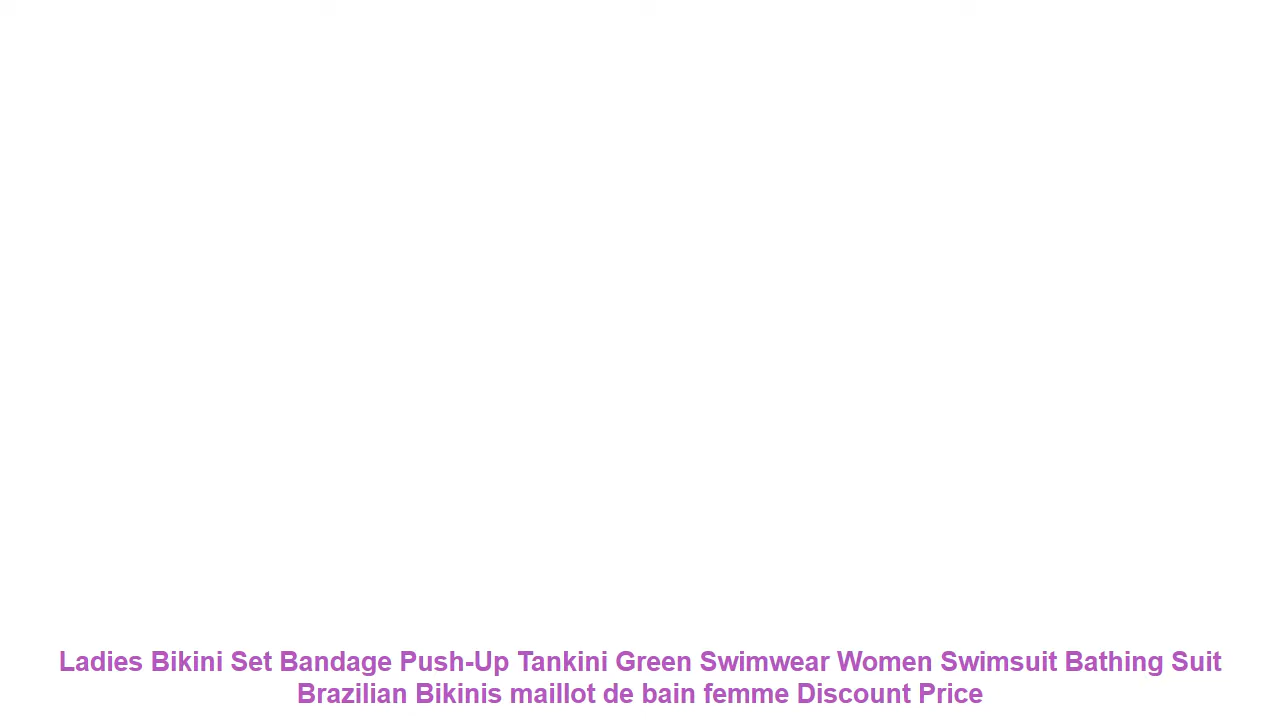 Ladies Bikini Set Bandage Push-Up Tankini Green Swimwear Women Swimsuit Bathing Suit
Brazilian Bikinis maillot de bain femme Discount Price